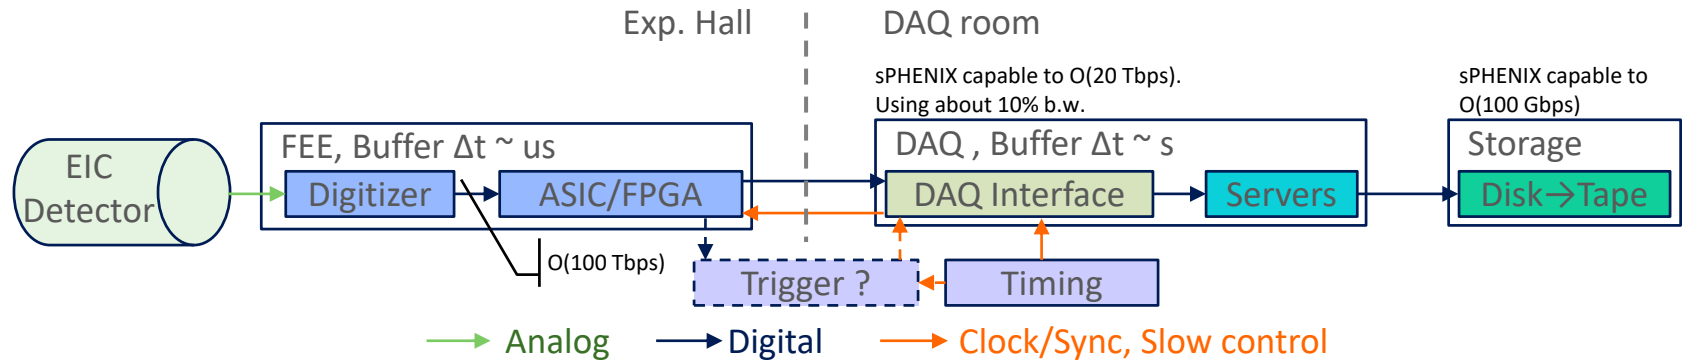 Exp. Hall
DAQ room
sPHENIX capable to O(20 Tbps).
Using about 10% b.w.
sPHENIX capable to
O(100 Gbps)
EIC
Detector
FEE, Buffer Δt ~ us
Digitizer
ASIC/FPGA
DAQ , Buffer Δt ~ s
DAQ Interface
Servers
Storage
Disk→Tape
O(100 Tbps)
Trigger ?
Timing
Analog
Digital
Clock/Sync, Slow control